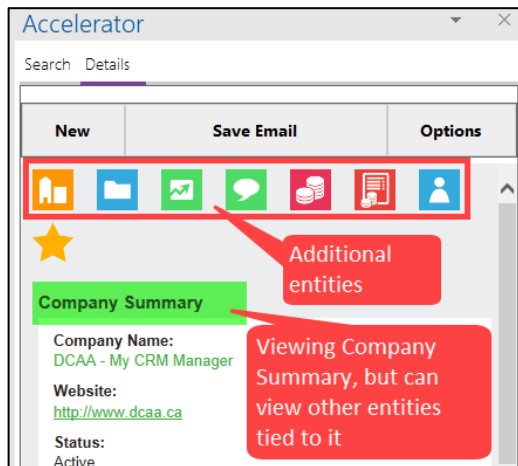 Accelerator
Search Details
New Save Email Options
Additional
entities
Company Summary
Company Name:
DCAA - My CRM Manager
Website:
http://www.dcaa.ca
Status:
Active
Viewing Company
Summary, but can
view other entities
tied to it